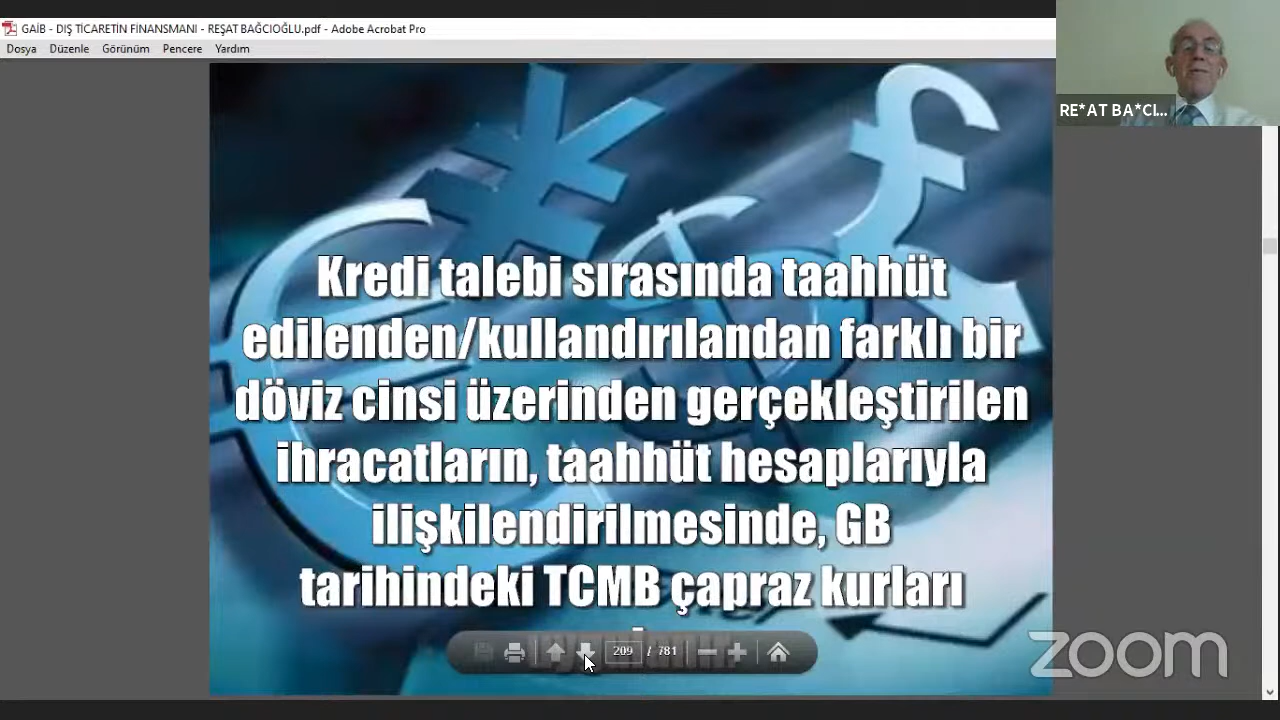 GAİB - DIŞ TİCARETİN FİNANSMANI - REŞAT BAĞCIOĞLU.pdf - Adobe Acrobat Pro
Dosya Düzenle Görünüm Pencere Yardım
RE*AT BA*CI...
Kredi talebi sırasında taahhüt
edilenden/kullandırılandan farklı bir
döviz cinsi üzerinden gerçekleştirilen
ihracatların, taahhüt hesaplarıyla
ilişkilendirilmesinde, GB
tarihindeki TCMB çapraz kurları
209 / 781
zoom